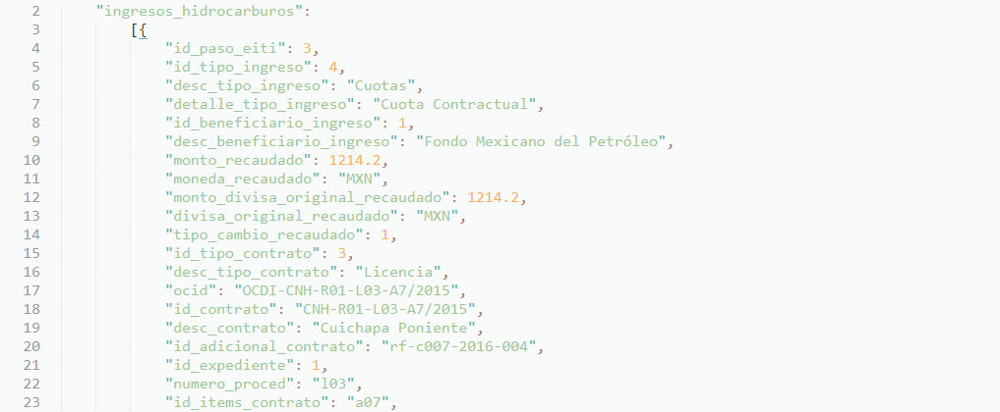 2 "ingresos_hidrocarburos":
3 [{
4 "id_paso_eiti": 3,
5 "id_tipo_ingreso": 4,
6 "desc_tipo_ingreso": "Cuotas",
7 "detalle_tipo_ingreso": "Cuota Contractual",
8 "id_beneficiario_ingreso": 1,
9 "desc_beneficiario_ingreso": "Fondo Mexicano del Petróleo",
10 "monto_recaudado": 1214.2,
11 "moneda_recaudado": "MXN",
12 "monto_divisa_original_recaudado": 1214.2,
13 "divisa_original_recaudado": "MXN",
14 "tipo_cambio_recaudado": 1,
15 "id_tipo_contrato": 3,
16 "desc_tipo_contrato": "Licencia",
17 "ocid": "OCDI-CNH-R01-L03-A7/2015",
18 "id_contrato": "CNH-R01-L03-A7/2015",
19 "desc_contrato": "Cuichapa Poniente",
20 "id_adicional_contrato": "rf-c007-2016-004",
21 "id_expediente": 1,
22 "numero_proced": "l03",
23 "id_items_contrato": "a07",